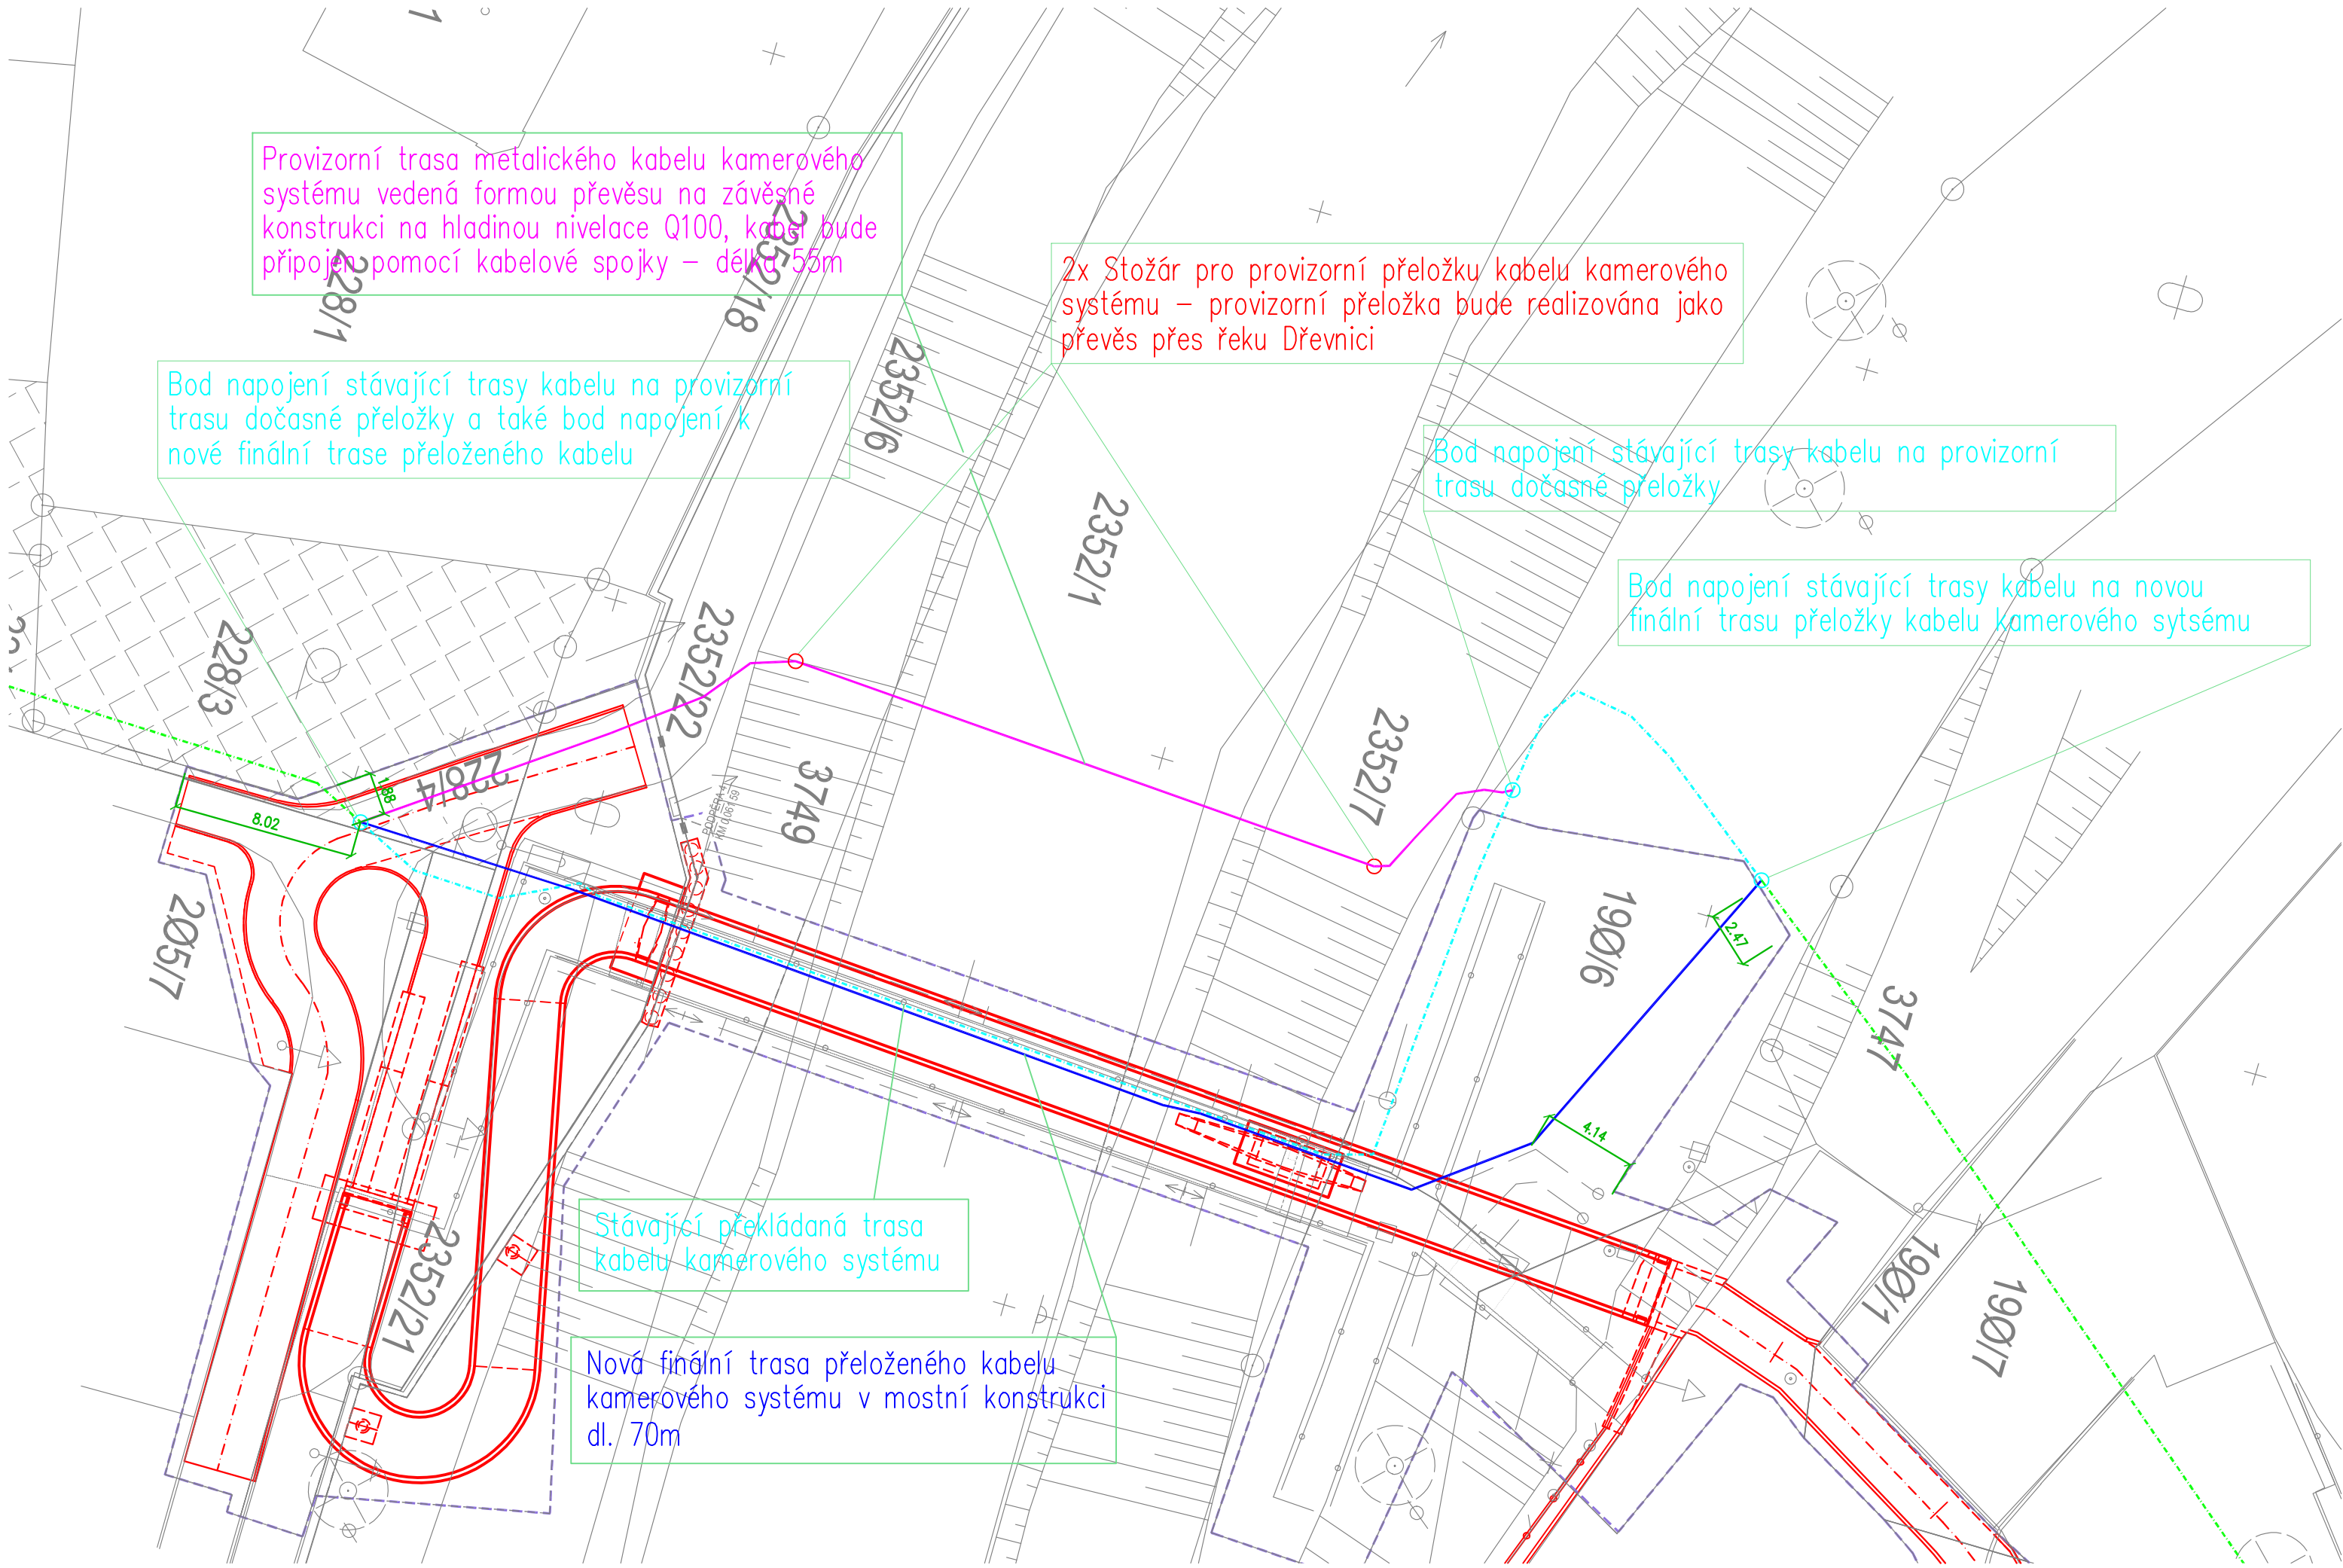 Provizorní trasa metalického kabelu kamerového
systému vedená formou převěsu na závěsné
konstrukci na hladinou nivelace Q100, kabel bude
připojen pomocí kabelové spojky – délka 55m
2x Stožár pro provizorní přeložku kabelu kamerového
systému – provizorní přeložka bude realizována jako
převěs přes řeku Dřevnici
Bod napojení stávající trasy kabelu na provizorní
trasu dočasné přeložky a také bod napojení k
nové finální trase přeloženého kabelu
Bod napojení stávající trasy kabelu na provizorní
trasu dočasné přeložky
Bod napojení stávající trasy kabelu na novou
finální trasu přeložky kabelu kamerového sytsému
Stávající překládaná trasa
kabelu kamerového systému
Nová finální trasa přeloženého kabelu
kamerového systému v mostní konstrukci
dl. 70m
228/1
2352/18
2352/6
2352/1
228/3
2352/22
228/4
3749
2352/7
2Ø5/7
19Ø/6
3747
2352/21
19Ø/1
19Ø/7
8.02
1.88
2.47
4.14